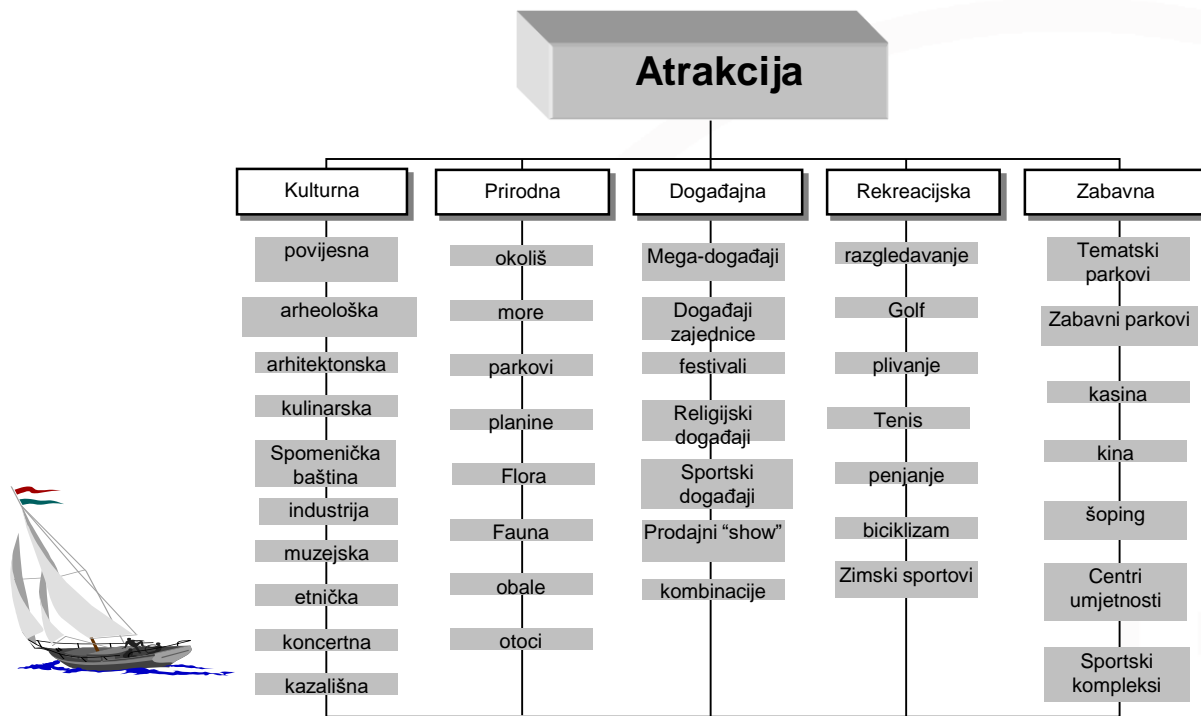 Atrakcija
Kulturna
povijesna
arheološka
arhitektonska
kulinarska
Spomenička
baština
industrija
muzejska
etnička
koncertna
kazališna
Prirodna
okoliš
more
parkovi
planine
Flora
Fauna
obale
otoci
Događajna
Mega-događaji
Događaji
zajednice
festivali
Religijski
događaji
Sportski
događaji
Prodajni “show”
kombinacije
Rekreacijska
razgledavanje
Golf
plivanje
Tenis
penjanje
biciklizam
Zimski sportovi
Zabavna
Tematski
parkovi
Zabavni parkovi
kasina
kina
šoping
Centri
umjetnosti
Sportski
kompleksi